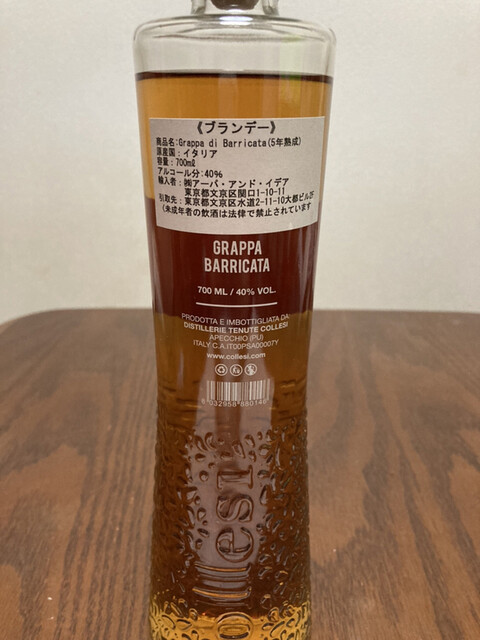 《ブランデー》
商品名:Grappa di Barricata(5年熟成)
原産国:イタリア
容量:700mℓ
アルコール分:40%
輸入者:㈱アーバ・アンド・イデア
東京都文京区関口1-10-11
引取先:東京都文京区水道2-11-10大都ビル2F
(未成年者の飲酒は法律で禁止されています
GRAPPA
BARRICATA
700 ML / 40% VOL.
PRODOTTA E IMBOTTIGLIATA DA:
DISTILLERIE TENUTE COLLESI
APECCHIO (PU)
ITALY C.A.IT00PSA00007Y
www.collesi.com
032958 880146
ollesi